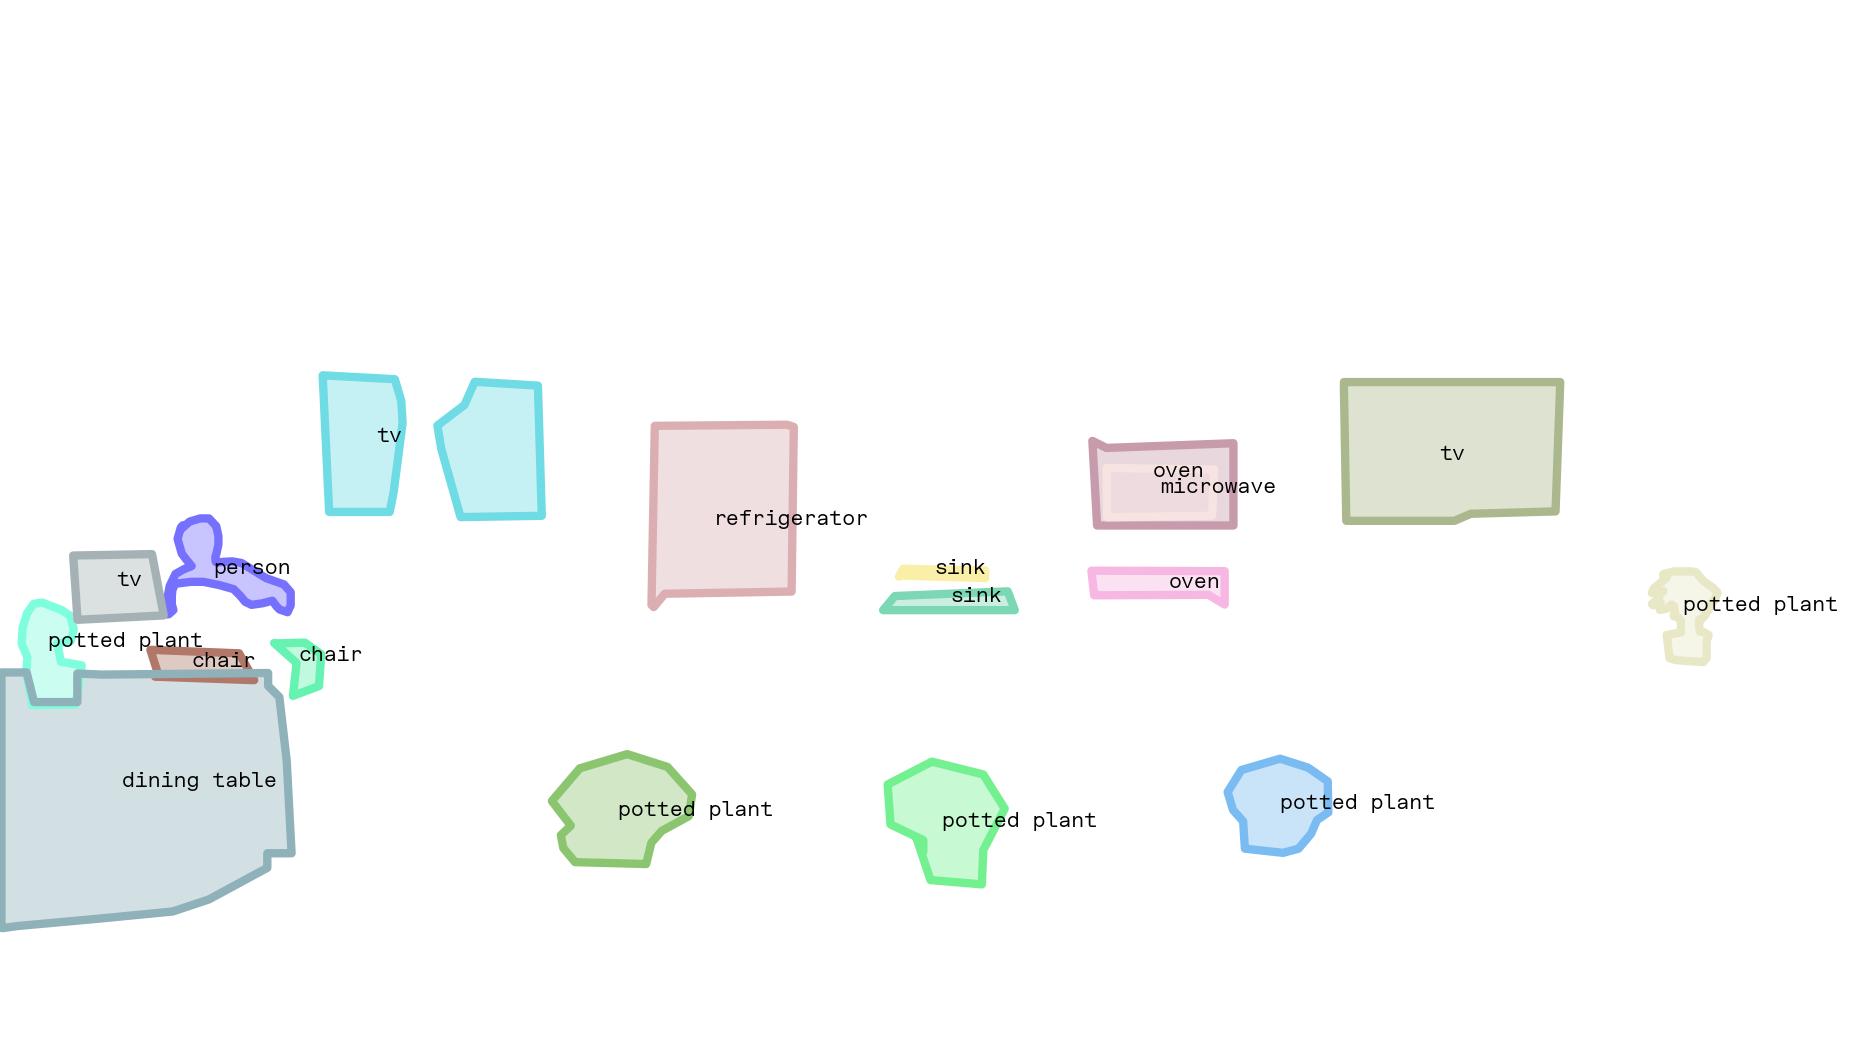 tv
tv
oven
microwave
refrigerator
sink
person
tv
oven
sink
potted plant
potted plant
chair
chair
dining table
potted plant
potted plant
potted plant